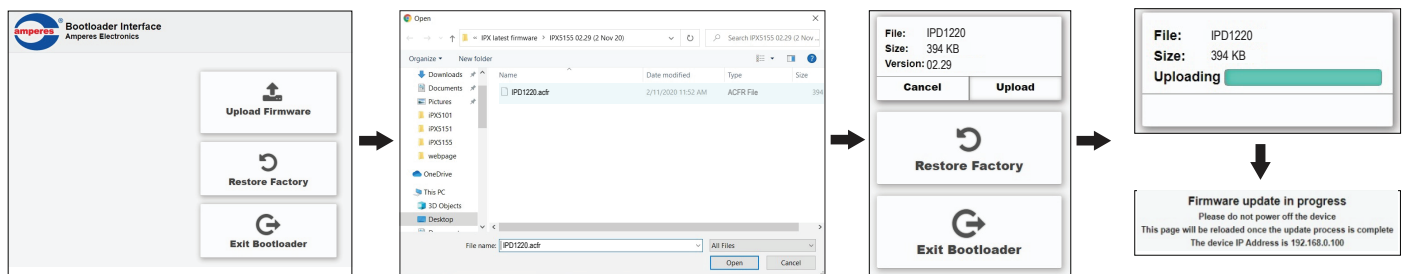 amperes
®
Bootloader Interface
Amperes Electronics
Upload Firmware
Restore Factory
Exit Bootloader
Open
« IPX latest firmware > IPX5155 02.29 (2 Nov 20)
Search IPX5155 02.29 (2 Nov ...
Organize
New folder
Downloads
Documents
Pictures
iPX5101
iPX5151
iPX5155
webpage
OneDrive
This PC
3D Objects
Desktop
Name
Date modified
Type
Size
IPD1220.acfr
2/11/2020 11:52 AM
ACFR File
394
File name:
IPD1220.acfr
All Files
Open
Cancel
File: IPD1220
Size: 394 KB
Version: 02.29
Cancel
Upload
Restore Factory
Exit Bootloader
File: IPD1220
Size: 394 KB
Uploading
Firmware update in progress
Please do not power off the device
This page will be reloaded once the update process is complete
The device IP Address is 192.168.0.100